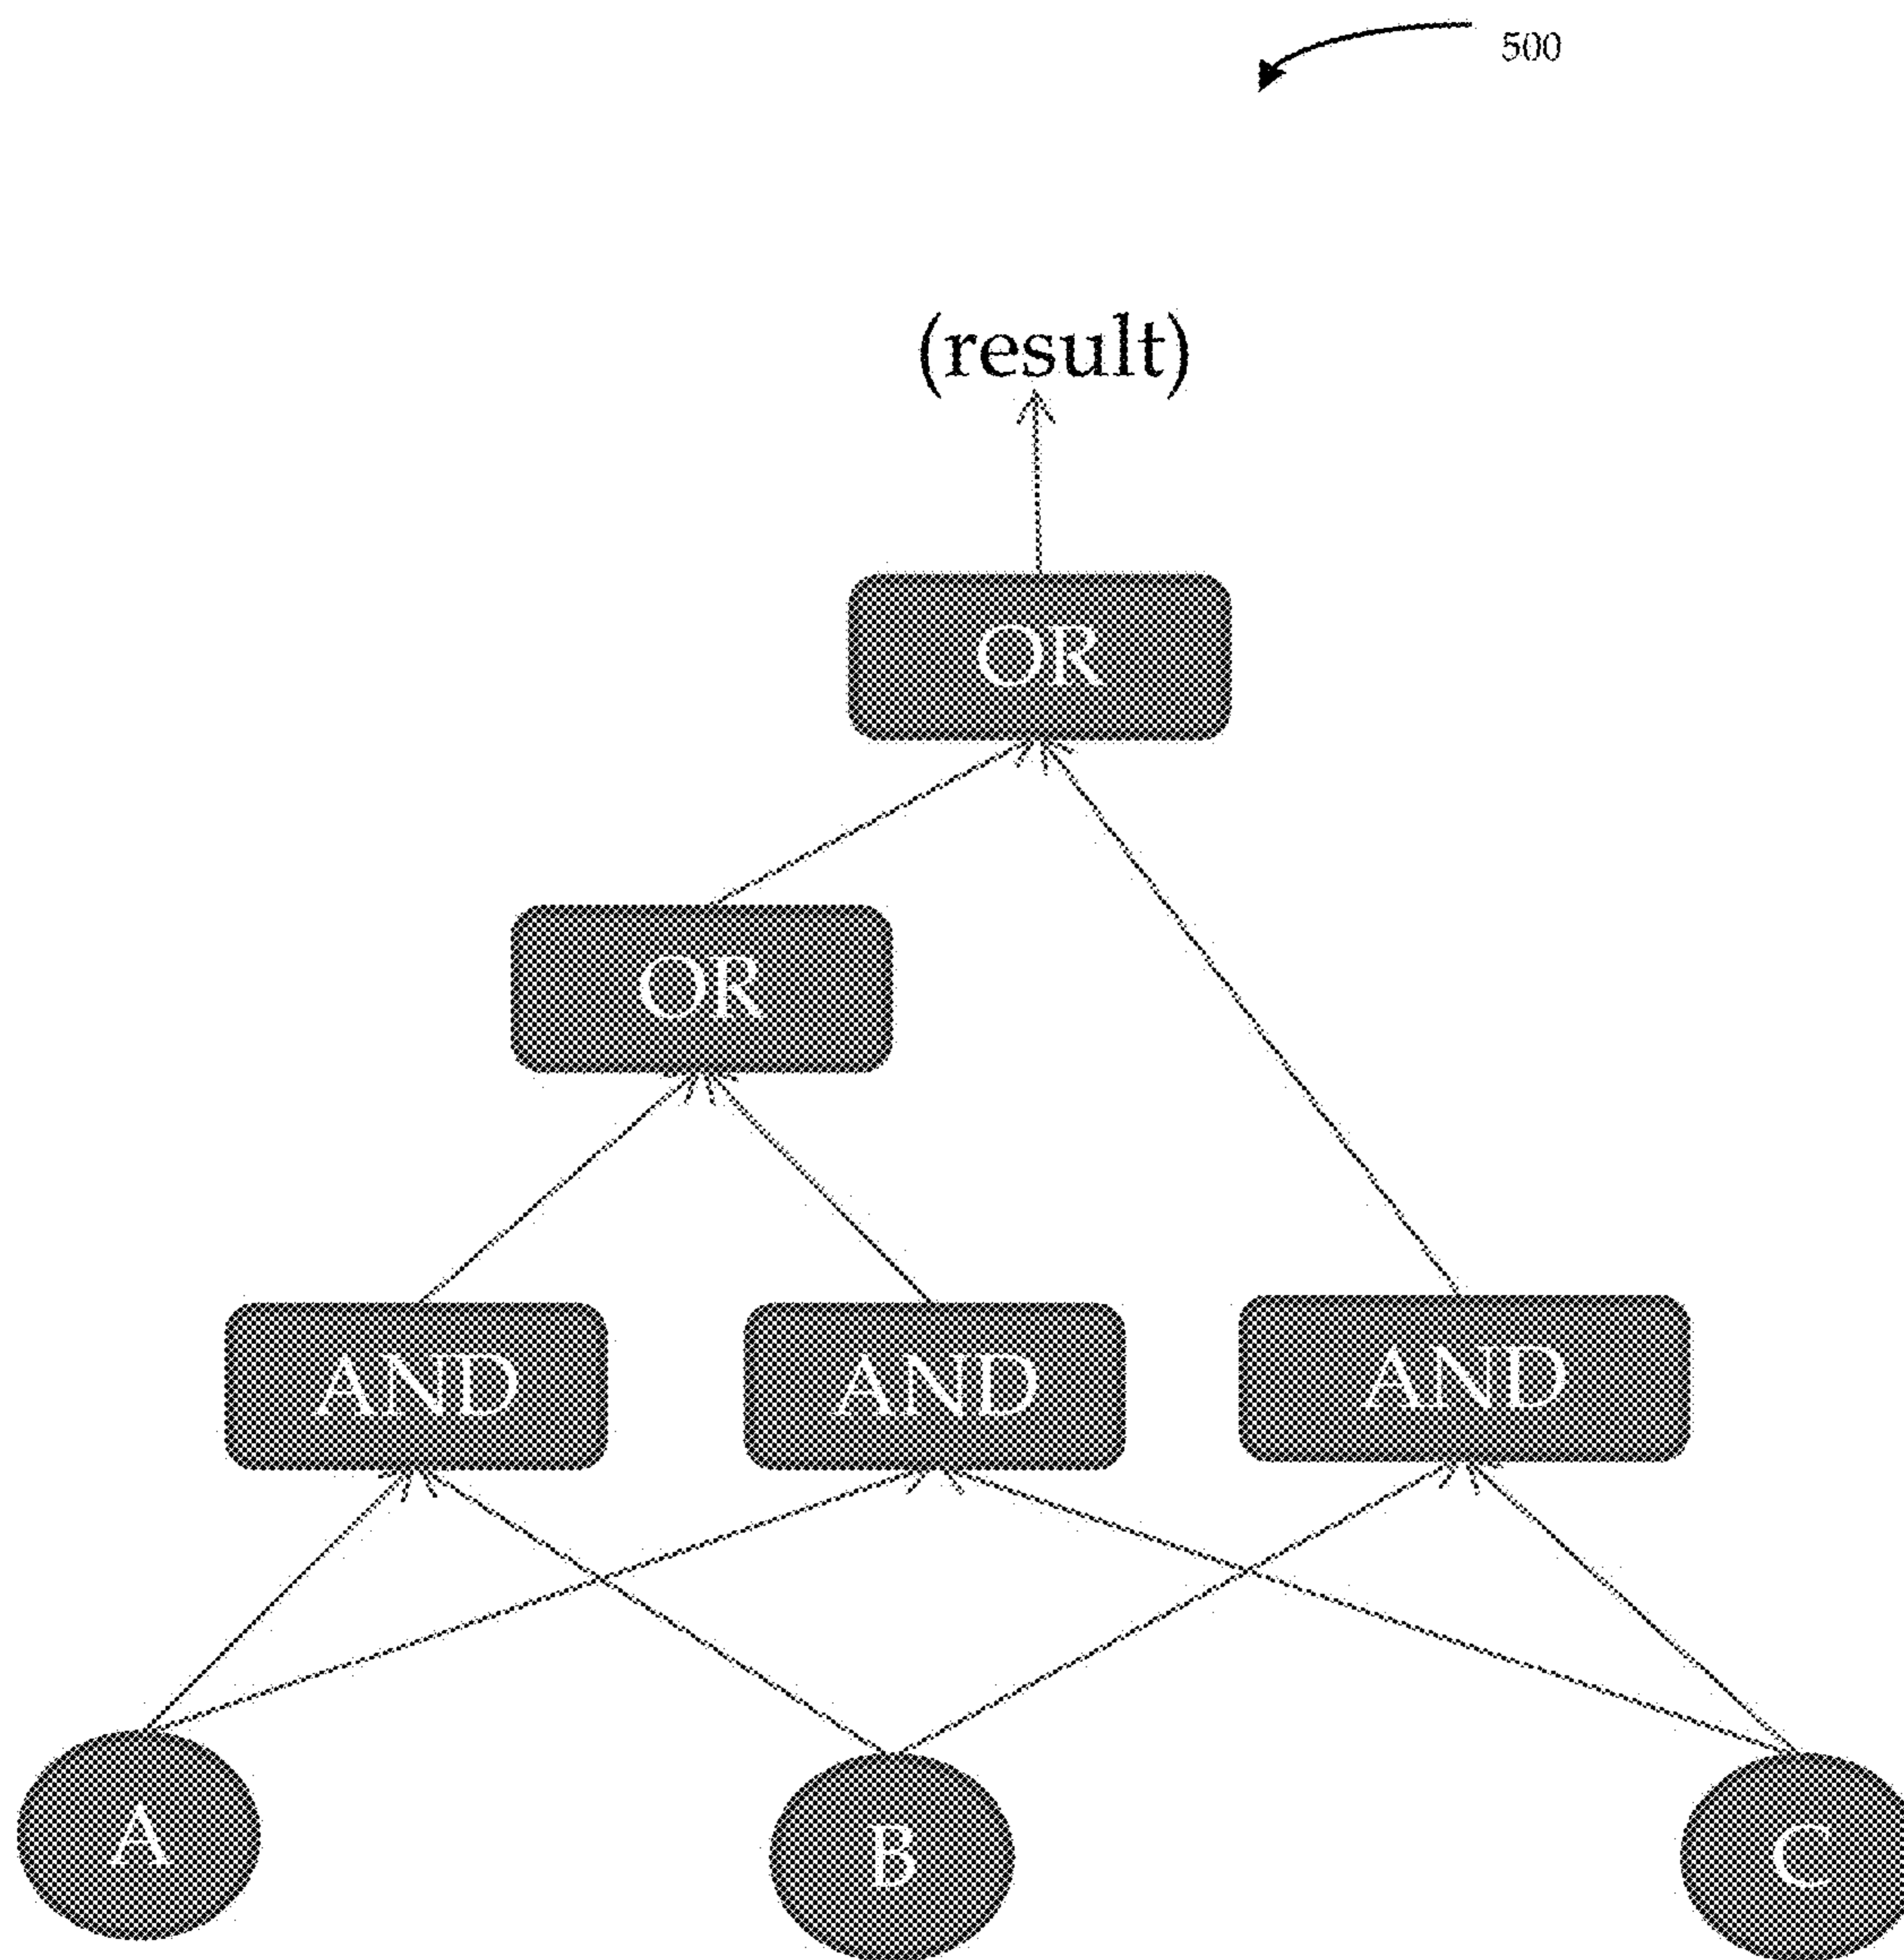 500
(result)
OR
OR
AND AND AND
A B C